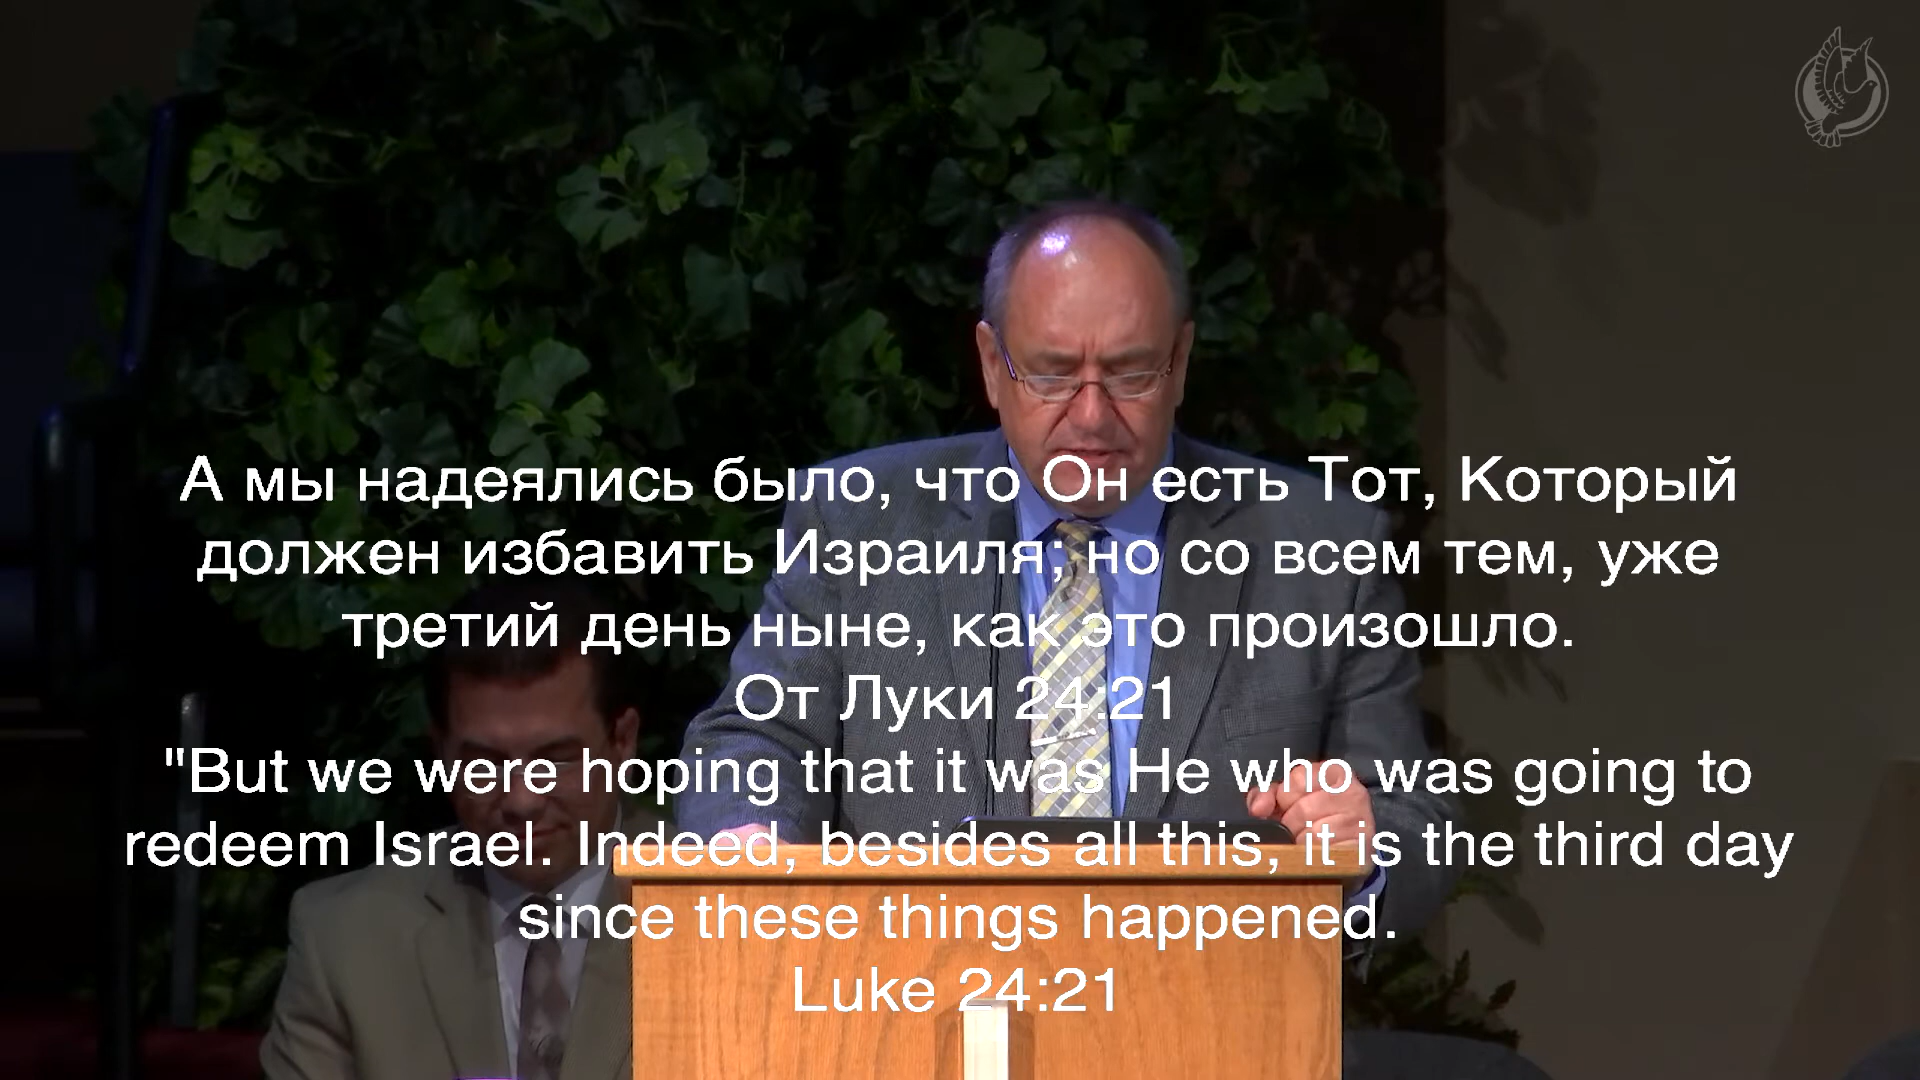 А мы надеялись было, что Он есть Тот, Который
должен избавить Израиля; но со всем тем, уже
третий день ныне, как это произошло.
От Луки 24:21
"But we were hoping that it was He who was going to
redeem Israel. Indeed, besides all this, it is the third day
since these things happened.
Luke 24:21